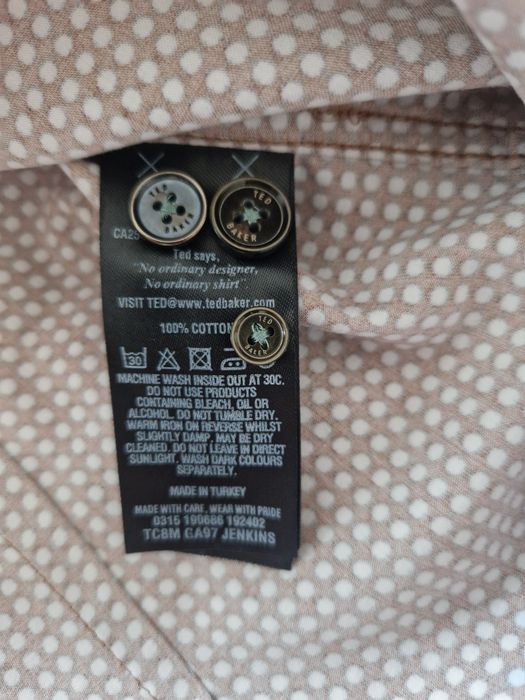 TED
BAKER
TED
BAKER
CA25
Ted says,
"No ordinary designer,
No ordinary shirt"
VISIT TED@www.tedbaker.com
100% COTTON
TED
BAKER
30
MACHINE WASH INSIDE OUT AT 30C.
DO NOT USE PRODUCTS
CONTAINING BLEACH, OIL OR
ALCOHOL. DO NOT TUMBLE DRY.
WARM IRON ON REVERSE WHILST
SLIGHTLY DAMP. MAY BE DRY
CLEANED. DO NOT LEAVE IN DIRECT
SUNLIGHT. WASH DARK COLOURS
SEPARATELY.
MADE IN TURKEY
MADE WITH CARE, WEAR WITH PRIDE
0315 199686 192402
TC8M GA97 JENKINS